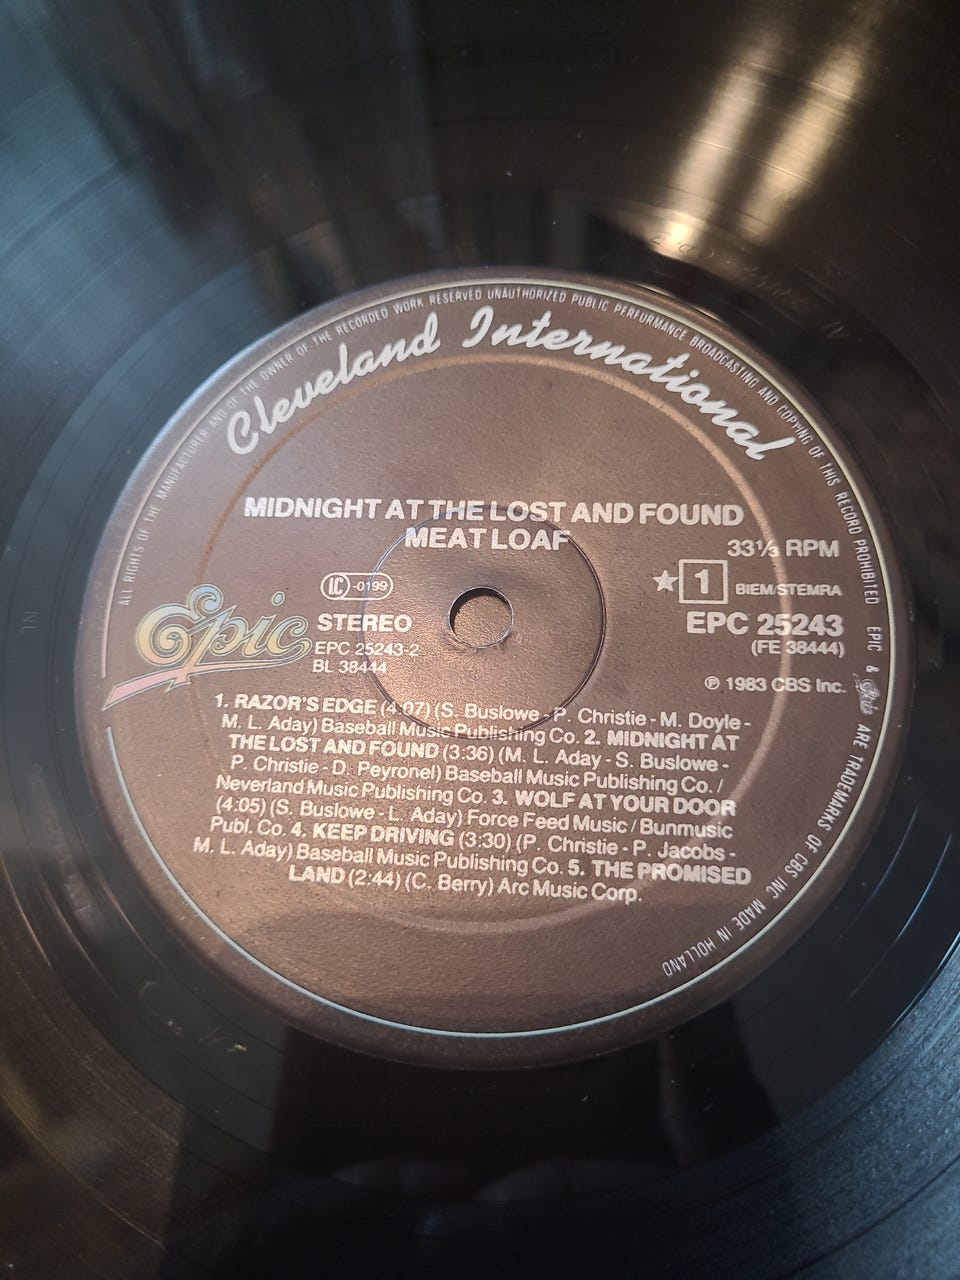 ALL RIGHTS OF THE MANUFACTURER AND OF THE OWNER OF THE RECORDED WORK RESERVED UNAUTHORIZED PUBLIC PERFORMANCE BROADCASTING AND COPYING OF THIS RECORD PROHIBITED EPIC & Epic ARE TRADEMARKS OF CBS INC MADE IN HOLLAND
Cleveland International
MIDNIGHT AT THE LOST AND FOUND
MEAT LOAF
33⅓ RPM
LC -0199
★ 1 BIEM/STEMRA
Epic
STEREO
EPC 25243
EPC 25243-2
(FE 38444)
BL 38444
℗ 1983 CBS Inc.
1. RAZOR'S EDGE (4:07) (S. Buslowe - P. Christie - M. Doyle -
M. L. Aday) Baseball Music Publishing Co. 2. MIDNIGHT AT
THE LOST AND FOUND (3:36) (M. L. Aday - S. Buslowe -
P. Christie - D. Peyronel) Baseball Music Publishing Co. /
Neverland Music Publishing Co. 3. WOLF AT YOUR DOOR
(4:05) (S. Buslowe - L. Aday) Force Feed Music / Bunmusic
Publ. Co. 4. KEEP DRIVING (3:30) (P. Christie - P. Jacobs -
M. L. Aday) Baseball Music Publishing Co. 5. THE PROMISED
LAND (2:44) (C. Berry) Arc Music Corp.